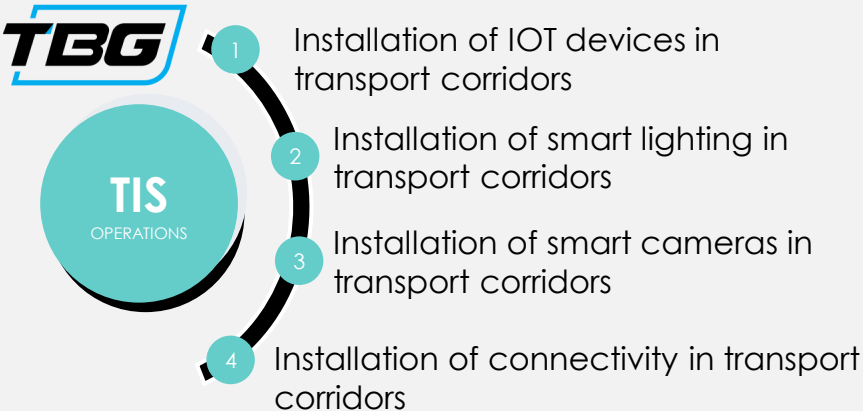 TBG
TIS
OPERATIONS
1
Installation of IOT devices in
transport corridors
2
Installation of smart lighting in
transport corridors
3
Installation of smart cameras in
transport corridors
4
Installation of connectivity in transport
corridors